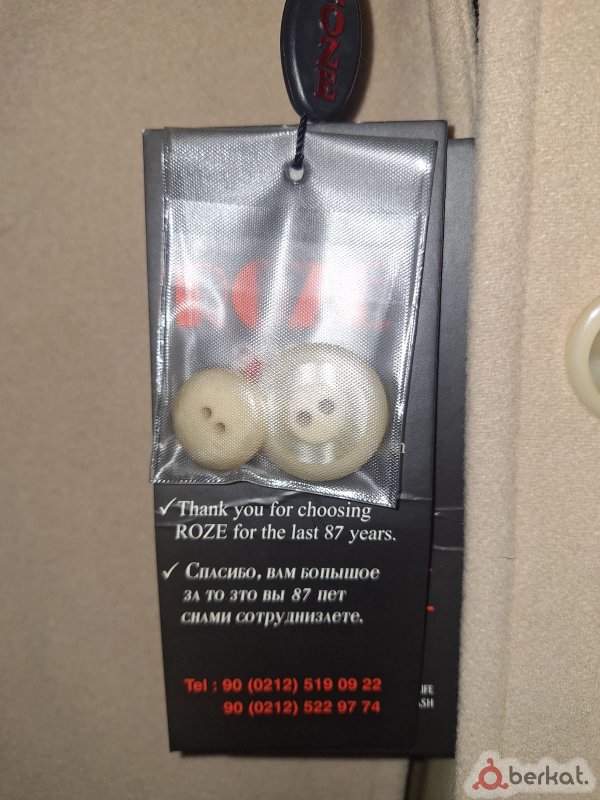 ROZE
ROZE
✓ Thank you for choosing
ROZE for the last 87 years.
✓ Спасибо, вам бопышое
за то зто вы 87 пет
снами сотруднизаете.
Tel : 90 (0212) 519 09 22
90 (0212) 522 97 74
berkat.